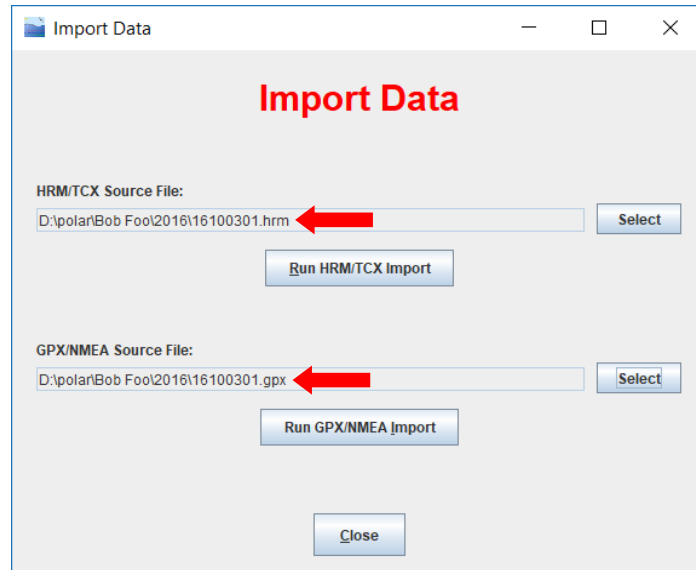 Import Data
Import Data
HRM/TCX Source File:
D:\polar\Bob Foo\2016\16100301.hrm
Select
Run HRM/TCX Import
GPX/NMEA Source File:
D:\polar\Bob Foo\2016\16100301.gpx
Select
Run GPX/NMEA Import
Close